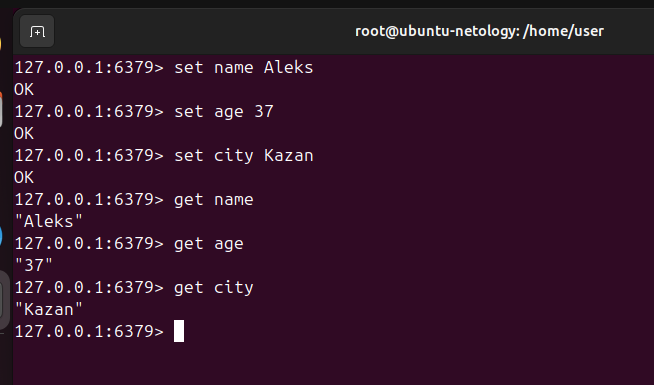 root@ubuntu-netology: /home/user
127.0.0.1:6379> set name Aleks
OK
127.0.0.1:6379> set age 37
OK
127.0.0.1:6379> set city Kazan
OK
127.0.0.1:6379> get name
"Aleks"
127.0.0.1:6379> get age
"37"
127.0.0.1:6379> get city
"Kazan"
127.0.0.1:6379>